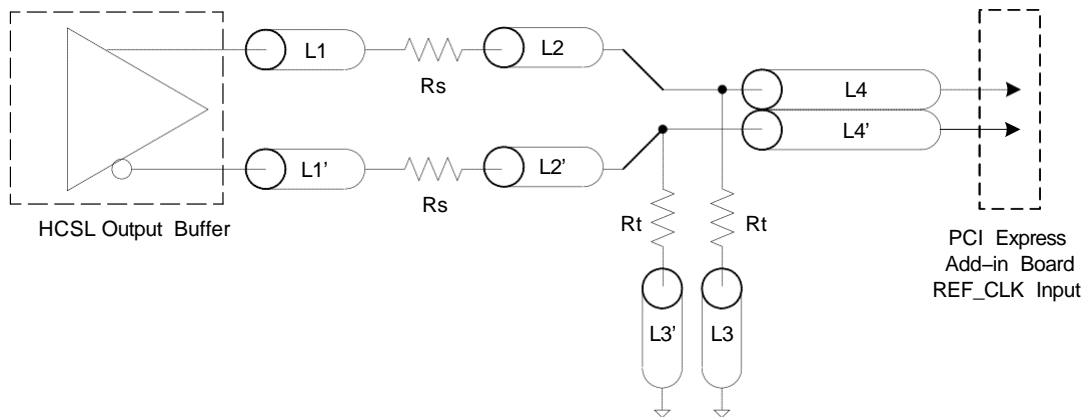 L1
Rs
L2
L4
L4'
L1'
Rs
L2'
HCSL Output Buffer
Rt
Rt
PCI Express
Add–in Board
REF_CLK Input
L3'
L3